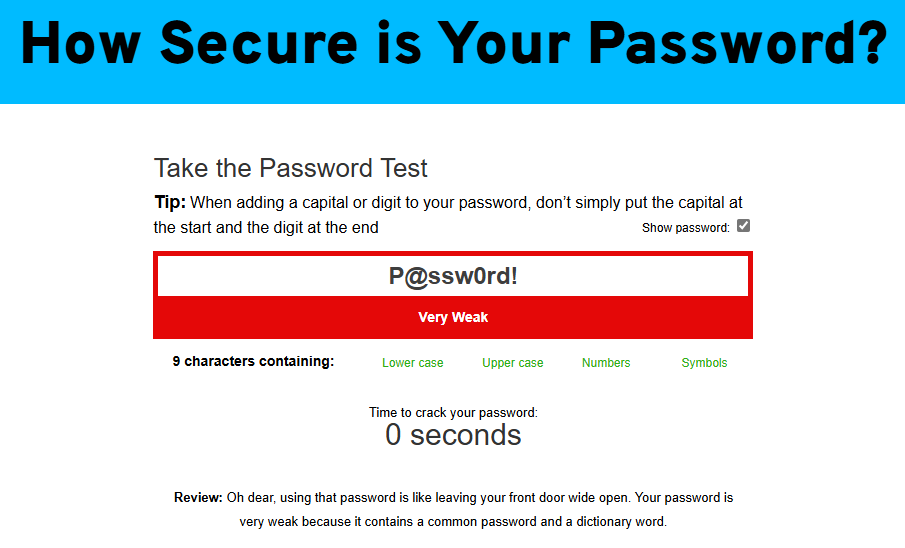 How Secure is Your Password?
Take the Password Test
Tip: When adding a capital or digit to your password, don’t simply put the capital at
the start and the digit at the end
Show password:
P@ssw0rd!
Very Weak
9 characters containing: Lower case Upper case Numbers Symbols
Time to crack your password:
0 seconds
Review: Oh dear, using that password is like leaving your front door wide open. Your password is
very weak because it contains a common password and a dictionary word.